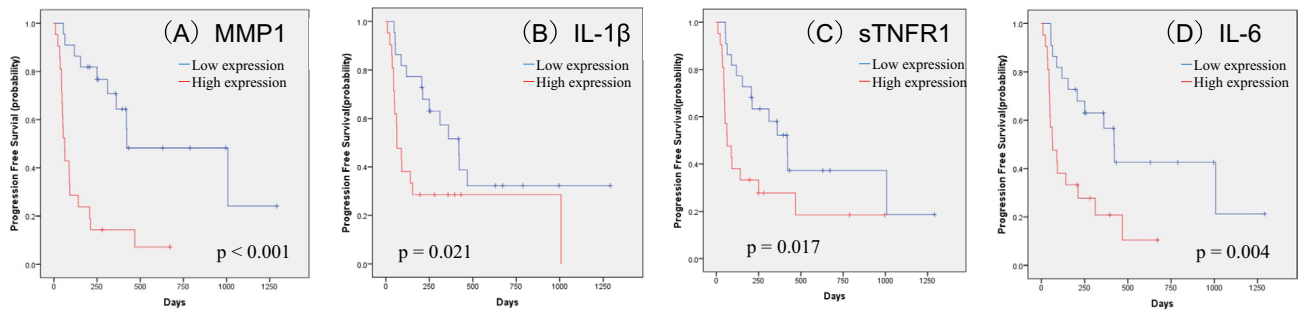 (A) MMP1
Low expression
High expression
p < 0.001
Progression Free Survival(probability)
1.0
0.8
0.6
0.4
0.2
0.0
0
250
500
750
1000
1250
Days
(B) IL-1β
Low expression
High expression
p = 0.021
Progression Free Survival(probability)
1.0
0.8
0.6
0.4
0.2
0.0
0
250
500
750
1000
1250
Days
(C) sTNFR1
Low expression
High expression
p = 0.017
Progression Free Survival(probability)
1.0
0.8
0.6
0.4
0.2
0.0
0
250
500
750
1000
1250
Days
(D) IL-6
Low expression
High expression
p = 0.004
Progression Free Survival(probability)
1.0
0.8
0.6
0.4
0.2
0.0
0
250
500
750
1000
1250
Days